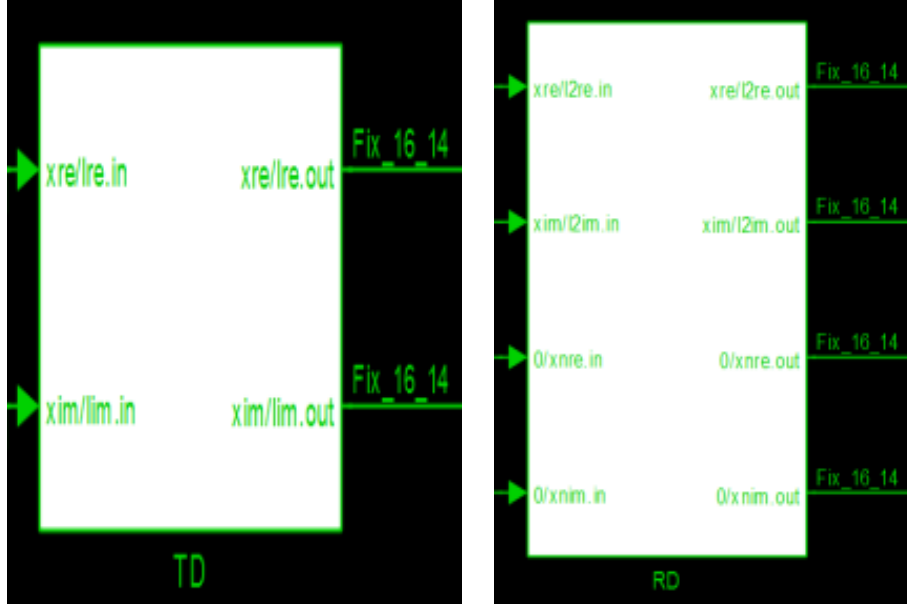 Fix_16_14
xre/lre.in xre/lre.out
Fix_16_14
xim/lim.in xim/lim.out
TD
Fix_16_14
xre/l2re.in xre/l2re.out
Fix_16_14
xim/l2im.in xim/l2im.out
Fix_16_14
0/xnre.in 0/xnre.out
Fix_16_14
0/xnim.in 0/xnim.out
RD